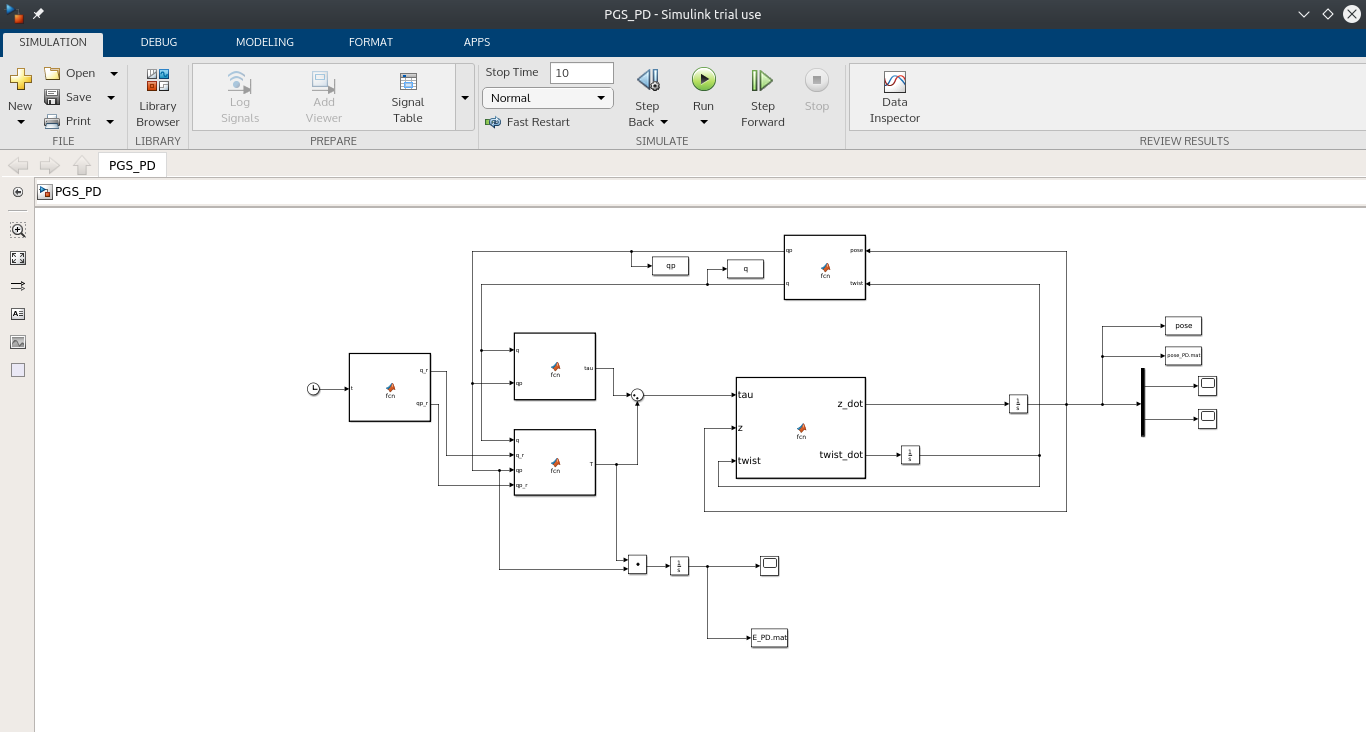 PGS_PD - Simulink trial use
SIMULATION DEBUG MODELING FORMAT APPS
New
Open
Save
Print
FILE
Library
Browser
LIBRARY
Log
Signals
Add
Viewer
Signal
Table
PREPARE
Stop Time 10
Normal
Fast Restart
Step
Back
Run
Step
Forward
Stop
SIMULATE
Data
Inspector
REVIEW RESULTS
PGS_PD
PGS_PD
qp pose
fcn
q twist
qp
q
t
q_r
fcn
qp_r
q
tau
fcn
qp
q
q_r
fcn
T
qp
qp_r
tau
z_dot
z
fcn
twist_dot
twist
1
s
1
s
pose
pose_PD.mat
1
s
E_PD.mat